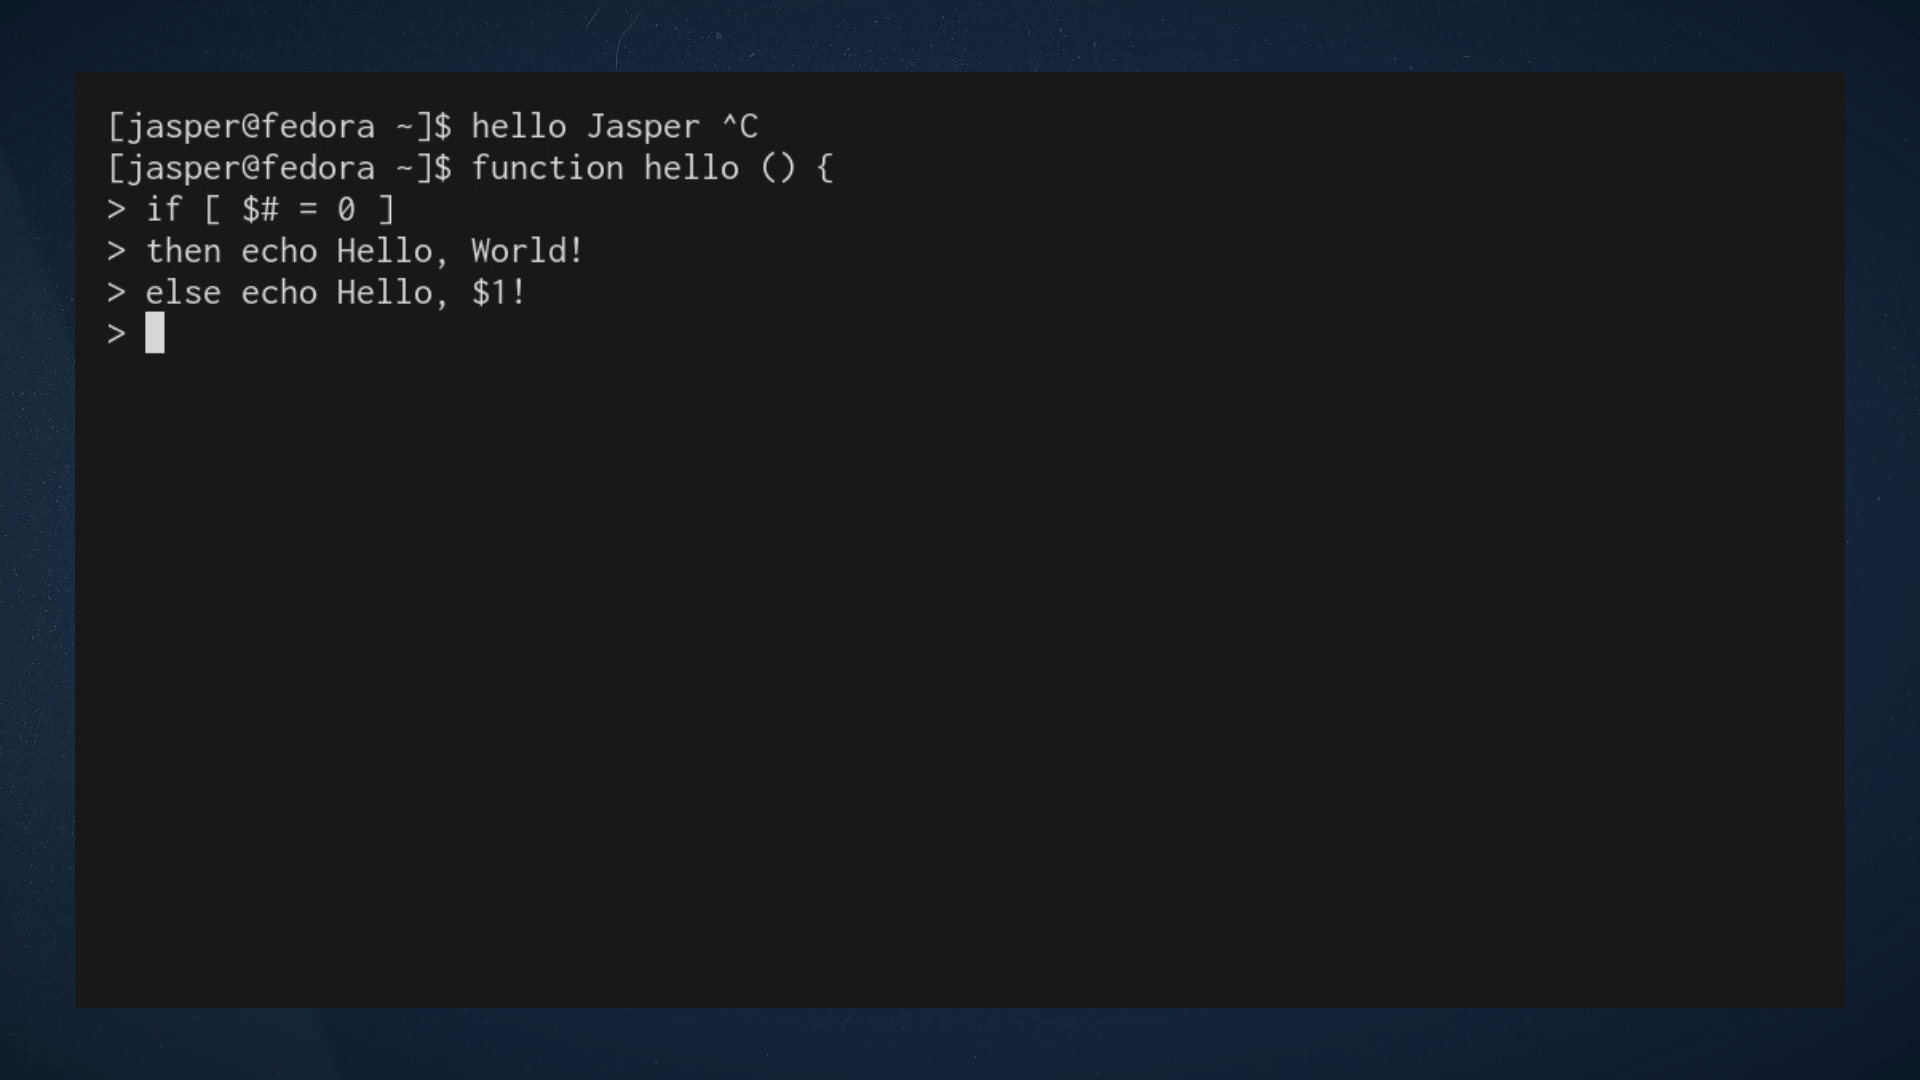 [jasper@fedora ~]$ hello Jasper ^C
[jasper@fedora ~]$ function hello () {
> if [ $# = 0 ]
> then echo Hello, World!
> else echo Hello, $1!
>